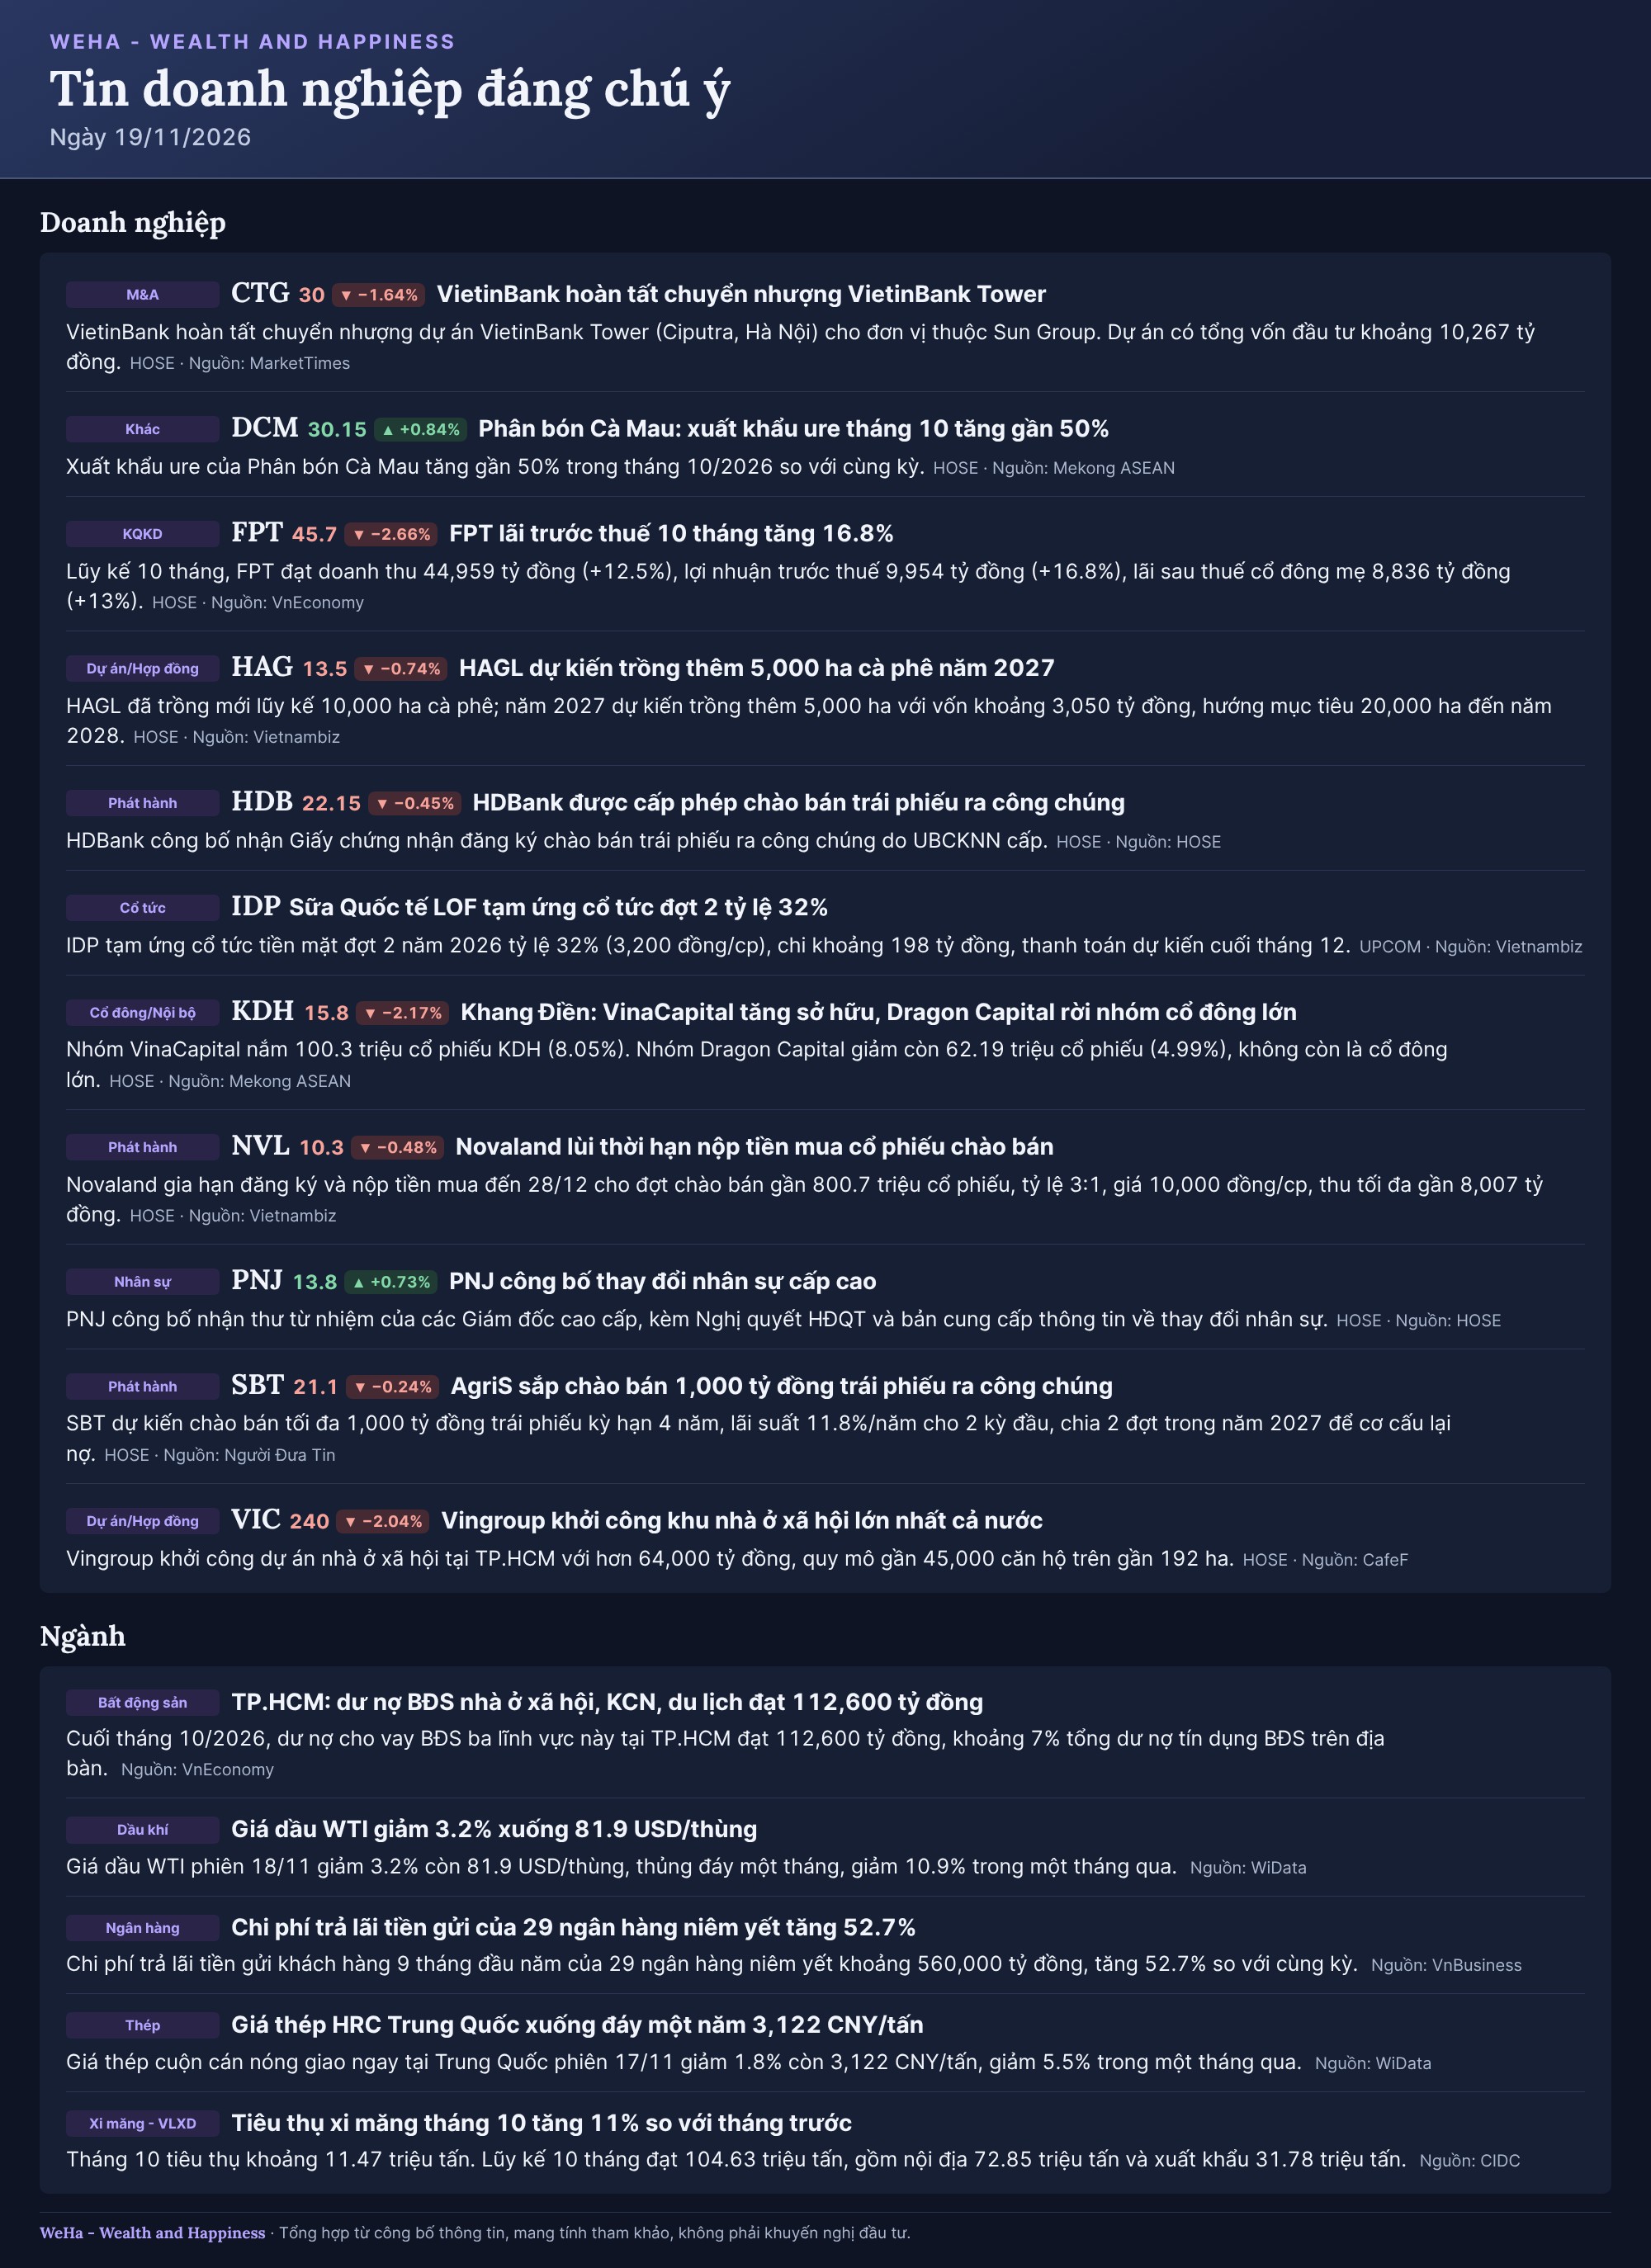 WEHA - WEALTH AND HAPPINESS
Tin doanh nghiệp đáng chú ý
Ngày 19/11/2026
Doanh nghiệp
M&A CTG 30 ▼ −1.64% VietinBank hoàn tất chuyển nhượng VietinBank Tower
VietinBank hoàn tất chuyển nhượng dự án VietinBank Tower (Ciputra, Hà Nội) cho đơn vị thuộc Sun Group. Dự án có tổng vốn đầu tư khoảng 10,267 tỷ
đồng. HOSE · Nguồn: MarketTimes
Khác DCM 30.15 ▲ +0.84% Phân bón Cà Mau: xuất khẩu ure tháng 10 tăng gần 50%
Xuất khẩu ure của Phân bón Cà Mau tăng gần 50% trong tháng 10/2026 so với cùng kỳ. HOSE · Nguồn: Mekong ASEAN
KQKD FPT 45.7 ▼ −2.66% FPT lãi trước thuế 10 tháng tăng 16.8%
Lũy kế 10 tháng, FPT đạt doanh thu 44,959 tỷ đồng (+12.5%), lợi nhuận trước thuế 9,954 tỷ đồng (+16.8%), lãi sau thuế cổ đông mẹ 8,836 tỷ đồng
(+13%). HOSE · Nguồn: VnEconomy
Dự án/Hợp đồng HAG 13.5 ▼ −0.74% HAGL dự kiến trồng thêm 5,000 ha cà phê năm 2027
HAGL đã trồng mới lũy kế 10,000 ha cà phê; năm 2027 dự kiến trồng thêm 5,000 ha với vốn khoảng 3,050 tỷ đồng, hướng mục tiêu 20,000 ha đến năm
2028. HOSE · Nguồn: Vietnambiz
Phát hành HDB 22.15 ▼ −0.45% HDBank được cấp phép chào bán trái phiếu ra công chúng
HDBank công bố nhận Giấy chứng nhận đăng ký chào bán trái phiếu ra công chúng do UBCKNN cấp. HOSE · Nguồn: HOSE
Cổ tức IDP Sữa Quốc tế LOF tạm ứng cổ tức đợt 2 tỷ lệ 32%
IDP tạm ứng cổ tức tiền mặt đợt 2 năm 2026 tỷ lệ 32% (3,200 đồng/cp), chi khoảng 198 tỷ đồng, thanh toán dự kiến cuối tháng 12. UPCOM · Nguồn: Vietnambiz
Cổ đông/Nội bộ KDH 15.8 ▼ −2.17% Khang Điền: VinaCapital tăng sở hữu, Dragon Capital rời nhóm cổ đông lớn
Nhóm VinaCapital nắm 100.3 triệu cổ phiếu KDH (8.05%). Nhóm Dragon Capital giảm còn 62.19 triệu cổ phiếu (4.99%), không còn là cổ đông
lớn. HOSE · Nguồn: Mekong ASEAN
Phát hành NVL 10.3 ▼ −0.48% Novaland lùi thời hạn nộp tiền mua cổ phiếu chào bán
Novaland gia hạn đăng ký và nộp tiền mua đến 28/12 cho đợt chào bán gần 800.7 triệu cổ phiếu, tỷ lệ 3:1, giá 10,000 đồng/cp, thu tối đa gần 8,007 tỷ
đồng. HOSE · Nguồn: Vietnambiz
Nhân sự PNJ 13.8 ▲ +0.73% PNJ công bố thay đổi nhân sự cấp cao
PNJ công bố nhận thư từ nhiệm của các Giám đốc cao cấp, kèm Nghị quyết HĐQT và bản cung cấp thông tin về thay đổi nhân sự. HOSE · Nguồn: HOSE
Phát hành SBT 21.1 ▼ −0.24% AgriS sắp chào bán 1,000 tỷ đồng trái phiếu ra công chúng
SBT dự kiến chào bán tối đa 1,000 tỷ đồng trái phiếu kỳ hạn 4 năm, lãi suất 11.8%/năm cho 2 kỳ đầu, chia 2 đợt trong năm 2027 để cơ cấu lại
nợ. HOSE · Nguồn: Người Đưa Tin
Dự án/Hợp đồng VIC 240 ▼ −2.04% Vingroup khởi công khu nhà ở xã hội lớn nhất cả nước
Vingroup khởi công dự án nhà ở xã hội tại TP.HCM với hơn 64,000 tỷ đồng, quy mô gần 45,000 căn hộ trên gần 192 ha. HOSE · Nguồn: CafeF
Ngành
Bất động sản TP.HCM: dư nợ BĐS nhà ở xã hội, KCN, du lịch đạt 112,600 tỷ đồng
Cuối tháng 10/2026, dư nợ cho vay BĐS ba lĩnh vực này tại TP.HCM đạt 112,600 tỷ đồng, khoảng 7% tổng dư nợ tín dụng BĐS trên địa
bàn. Nguồn: VnEconomy
Dầu khí Giá dầu WTI giảm 3.2% xuống 81.9 USD/thùng
Giá dầu WTI phiên 18/11 giảm 3.2% còn 81.9 USD/thùng, thủng đáy một tháng, giảm 10.9% trong một tháng qua. Nguồn: WiData
Ngân hàng Chi phí trả lãi tiền gửi của 29 ngân hàng niêm yết tăng 52.7%
Chi phí trả lãi tiền gửi khách hàng 9 tháng đầu năm của 29 ngân hàng niêm yết khoảng 560,000 tỷ đồng, tăng 52.7% so với cùng kỳ. Nguồn: VnBusiness
Thép Giá thép HRC Trung Quốc xuống đáy một năm 3,122 CNY/tấn
Giá thép cuộn cán nóng giao ngay tại Trung Quốc phiên 17/11 giảm 1.8% còn 3,122 CNY/tấn, giảm 5.5% trong một tháng qua. Nguồn: WiData
Xi măng - VLXD Tiêu thụ xi măng tháng 10 tăng 11% so với tháng trước
Tháng 10 tiêu thụ khoảng 11.47 triệu tấn. Lũy kế 10 tháng đạt 104.63 triệu tấn, gồm nội địa 72.85 triệu tấn và xuất khẩu 31.78 triệu tấn. Nguồn: CIDC
WeHa - Wealth and Happiness · Tổng hợp từ công bố thông tin, mang tính tham khảo, không phải khuyến nghị đầu tư.